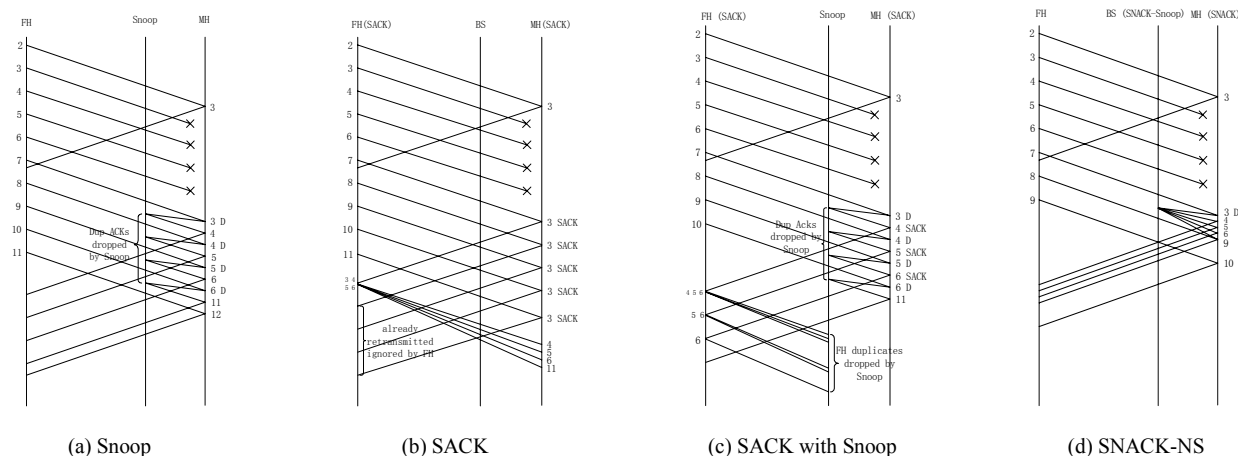 FH
Snoop
MH
2
3
4
5
6
7
8
9
10
11
3
3 D
4
4 D
5
5 D
6
6 D
11
12
Dup ACKs
dropped
by Snoop
(a) Snoop
FH(SACK)
BS
MH(SACK)
2
3
4
5
6
7
8
9
10
11
3 4
5 6
3
3 SACK
3 SACK
3 SACK
3 SACK
3 SACK
4
5
6
11
already
retransmitted
ignored by FH
(b) SACK
FH (SACK)
Snoop
MH (SACK)
2
3
4
5
6
7
8
9
10
4 5 6
5 6
6
3
3 D
4 SACK
4 D
5 SACK
5 D
6 SACK
6 D
11
Dup Acks
dropped by
Snoop
FH duplicates
dropped by
Snoop
(c) SACK with Snoop
FH
BS (SNACK-Snoop)
MH (SNACK)
2
3
4
5
6
7
8
9
3
3 D
4
5
6
9
10
(d) SNACK-NS